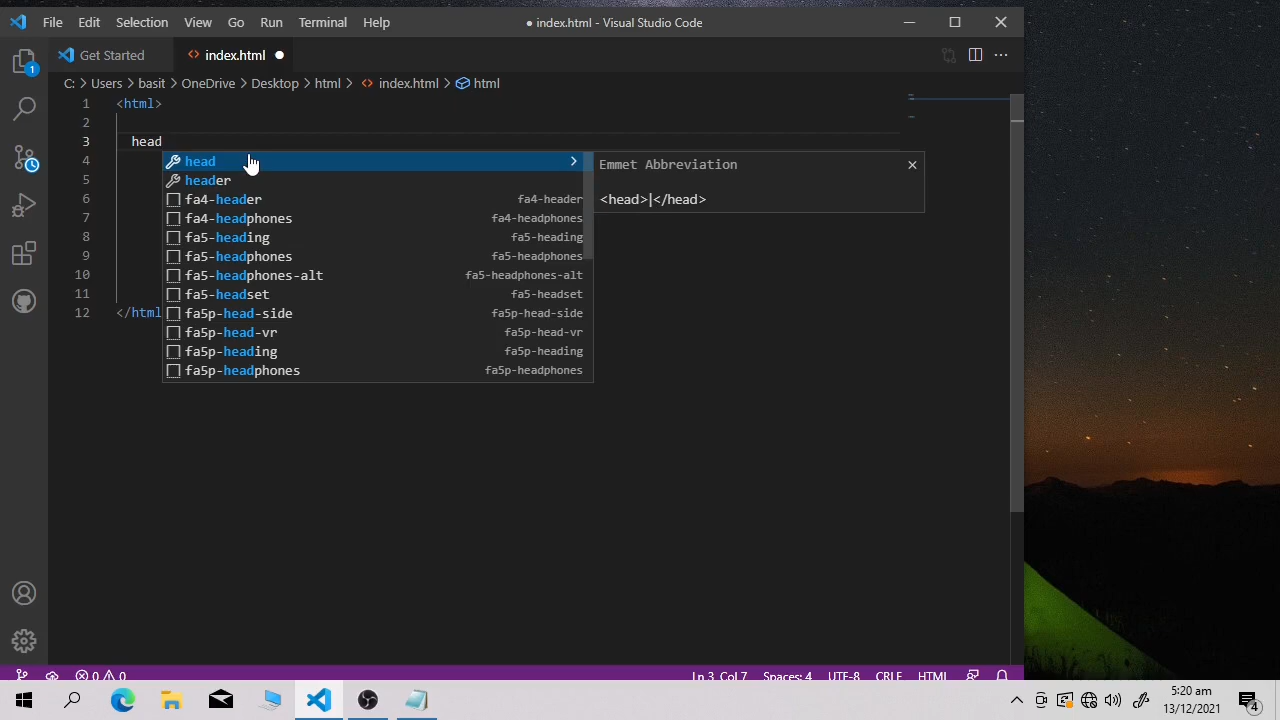 File Edit Selection View Go Run Terminal Help ● index.html - Visual Studio Code
Get Started <> index.html ●
C: > Users > basit > OneDrive > Desktop > html > <> index.html > html
1 <html>
2
3 head
4 head
5 header
6 fa4-header fa4-header
7 fa4-headphones fa4-headphones
8 fa5-heading fa5-heading
9 fa5-headphones fa5-headphones
10 fa5-headphones-alt fa5-headphones-alt
11 fa5-headset fa5-headset
12 </html fa5p-head-side fa5p-head-side
fa5p-head-vr fa5p-head-vr
fa5p-heading fa5p-heading
fa5p-headphones fa5p-headphones
Emmet Abbreviation
<head>|</head>
1
0 0 Ln 3, Col 7 Spaces: 4 UTF-8 CRLF HTML
5:20 am
13/12/2021
4